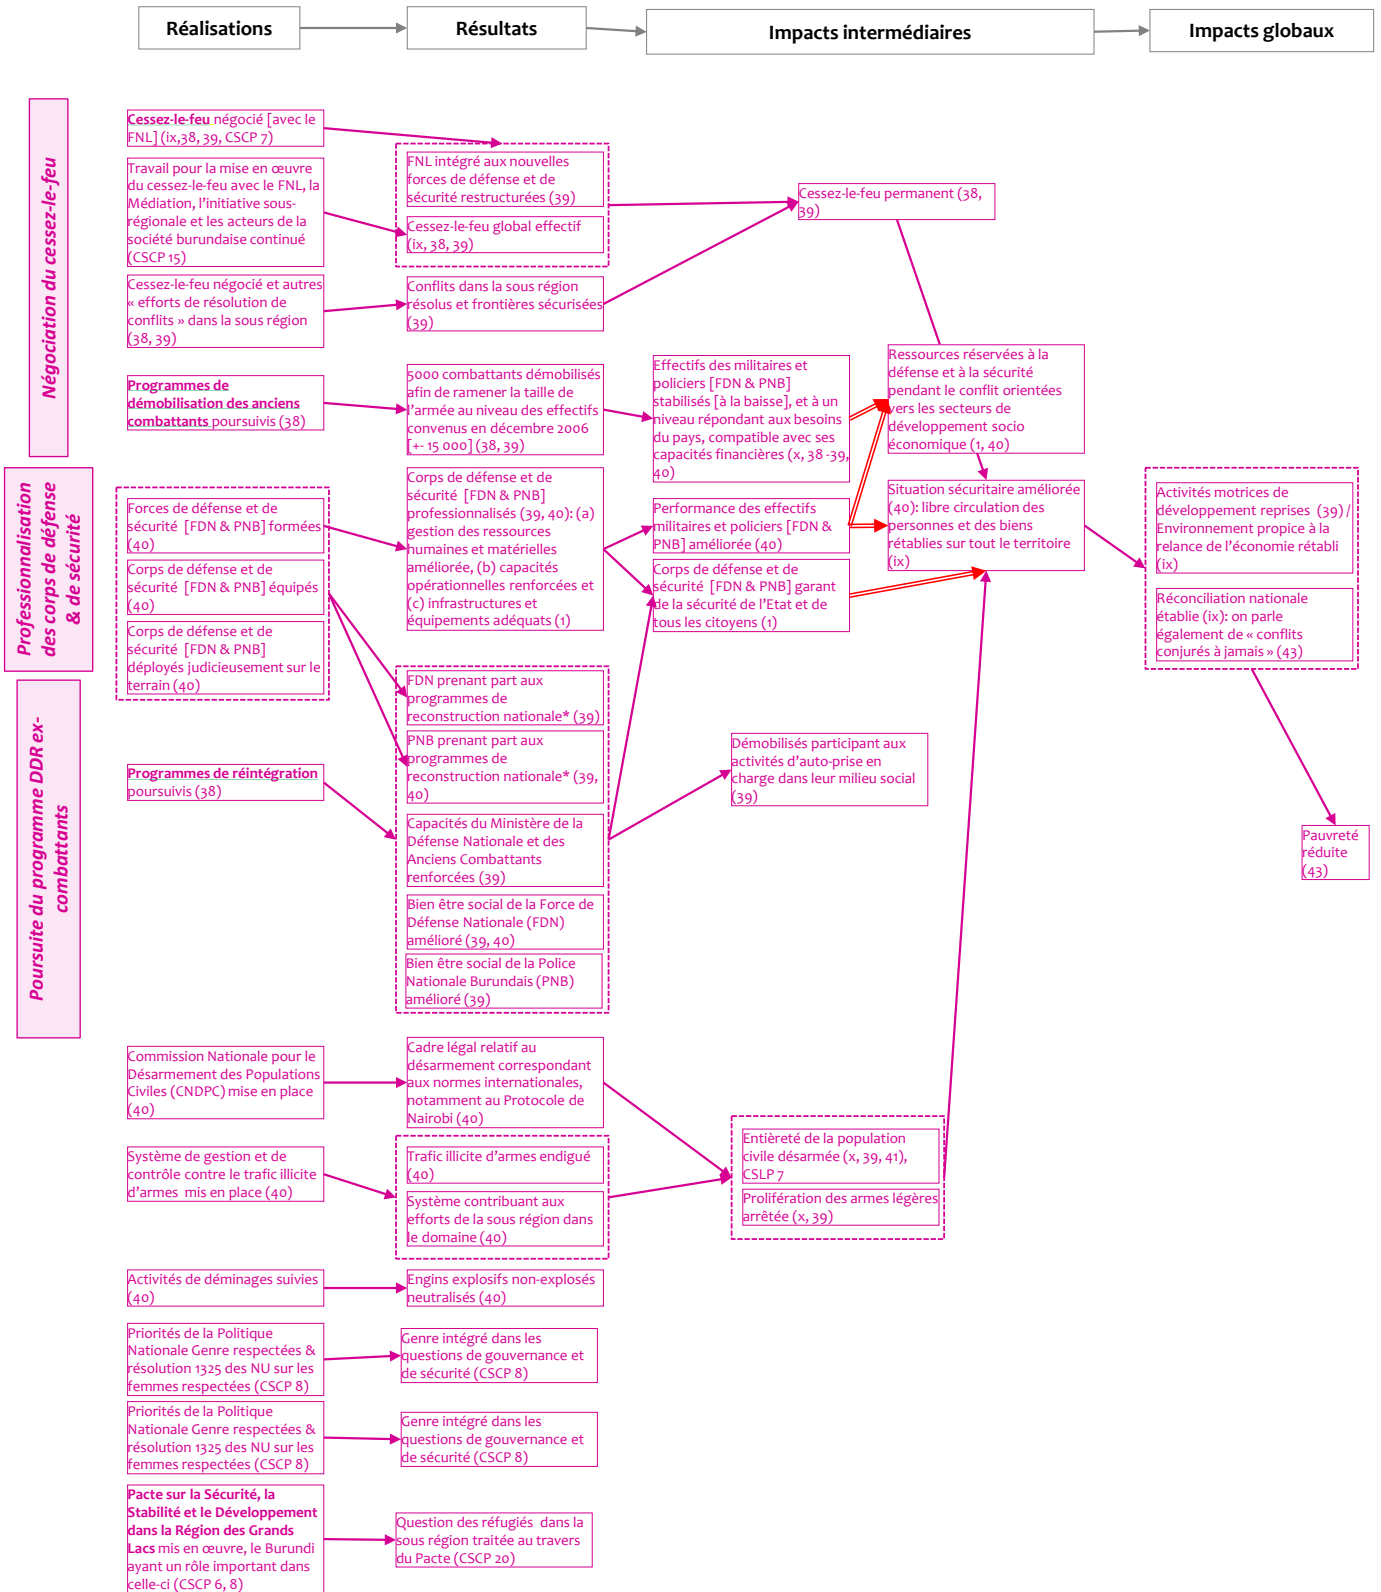 Réalisations
Résultats
Impacts intermédiaires
Impacts globaux
Négociation du cessez-le-feu
Cessez-le-feu négocié [avec le
FNL] (ix,38, 39, CSCP 7)
Travail pour la mise en œuvre
du cessez-le-feu avec le FNL, la
Médiation, l'initiative sous-
régionale et les acteurs de la
société burundaise continué
(CSCP 15)
Cessez-le-feu négocié et autres
« efforts de résolution de
conflits » dans la sous région
(38, 39)
Programmes de
démobilisation des anciens
combattants poursuivis (38)
FNL intégré aux nouvelles
forces de défense et de
sécurité restructurées (39)
Cessez-le-feu global effectif
(ix, 38, 39)
Conflits dans la sous région
résolus et frontières sécurisées
(39)
5000 combattants démobilisés
afin de ramener la taille de
l'armée au niveau des effectifs
convenus en décembre 2006
[+- 15 000] (38, 39)
Cessez-le-feu permanent (38,
39)
Effectifs des militaires et
policiers [FDN & PNB]
stabilisés [à la baisse], et à un
niveau répondant aux besoins
du pays, compatible avec ses
capacités financières (x, 38 -39,
40)
Ressources réservées à la
défense et à la sécurité
pendant le conflit orientées
vers les secteurs de
développement socio
économique (1, 40)
Professionnalisation
des corps de défense
& de sécurité
Forces de défense et de
sécurité [FDN & PNB] formées
(40)
Corps de défense et de
sécurité [FDN & PNB] équipés
(40)
Corps de défense et de
sécurité [FDN & PNB]
déployés judicieusement sur le
terrain (40)
Corps de défense et de
sécurité [FDN & PNB]
professionnalisés (39, 40): (a)
gestion des ressources
humaines et matérielles
améliorée, (b) capacités
opérationnelles renforcées et
(c) infrastructures et
équipements adéquats (1)
Performance des effectifs
militaires et policiers [FDN &
PNB] améliorée (40)
Corps de défense et de
sécurité [FDN & PNB] garant
de la sécurité de l'Etat et de
tous les citoyens (1)
Situation sécuritaire améliorée
(40): libre circulation des
personnes et des biens
rétablies sur tout le territoire
(ix)
Activités motrices de
développement reprises (39) /
Environnement propice à la
relance de l'économie rétabli
(ix)
Réconciliation nationale
établie (ix): on parle
également de « conflits
conjurés à jamais » (43)
Poursuite du programme DDR ex-
combattants
Programmes de réintégration
poursuivis (38)
FDN prenant part aux
programmes de
reconstruction nationale* (39)
PNB prenant part aux
programmes de
reconstruction nationale* (39,
40)
Capacités du Ministère de la
Défense Nationale et des
Anciens Combattants
renforcées (39)
Bien être social de la Force de
Défense Nationale (FDN)
amélioré (39, 40)
Bien être social de la Police
Nationale Burundais (PNB)
amélioré (39)
Démobilisés participant aux
activités d'auto-prise en
charge dans leur milieu social
(39)
Pauvreté
réduite
(43)
Commission Nationale pour le
Désarmement des Populations
Civiles (CNDPC) mise en place
(40)
Cadre légal relatif au
désarmement correspondant
aux normes internationales,
notamment au Protocole de
Nairobi (40)
Système de gestion et de
contrôle contre le trafic illicite
d'armes mis en place (40)
Trafic illicite d'armes endigué
(40)
Système contribuant aux
efforts de la sous région dans
le domaine (40)
Entièreté de la population
civile désarmée (x, 39, 41),
CSLP 7
Prolifération des armes légères
arrêtée (x, 39)
Activités de déminages suivies
(40)
Engins explosifs non-explosés
neutralisés (40)
Priorités de la Politique
Nationale Genre respectées &
résolution 1325 des NU sur les
femmes respectées (CSCP 8)
Genre intégré dans les
questions de gouvernance et
de sécurité (CSCP 8)
Priorités de la Politique
Nationale Genre respectées &
résolution 1325 des NU sur les
femmes respectées (CSCP 8)
Genre intégré dans les
questions de gouvernance et
de sécurité (CSCP 8)
Pacte sur la Sécurité, la
Stabilité et le Développement
dans la Région des Grands
Lacs mis en œuvre, le Burundi
ayant un rôle important dans
celle-ci (CSCP 6, 8)
Question des réfugiés dans la
sous région traitée au travers
du Pacte (CSCP 20)